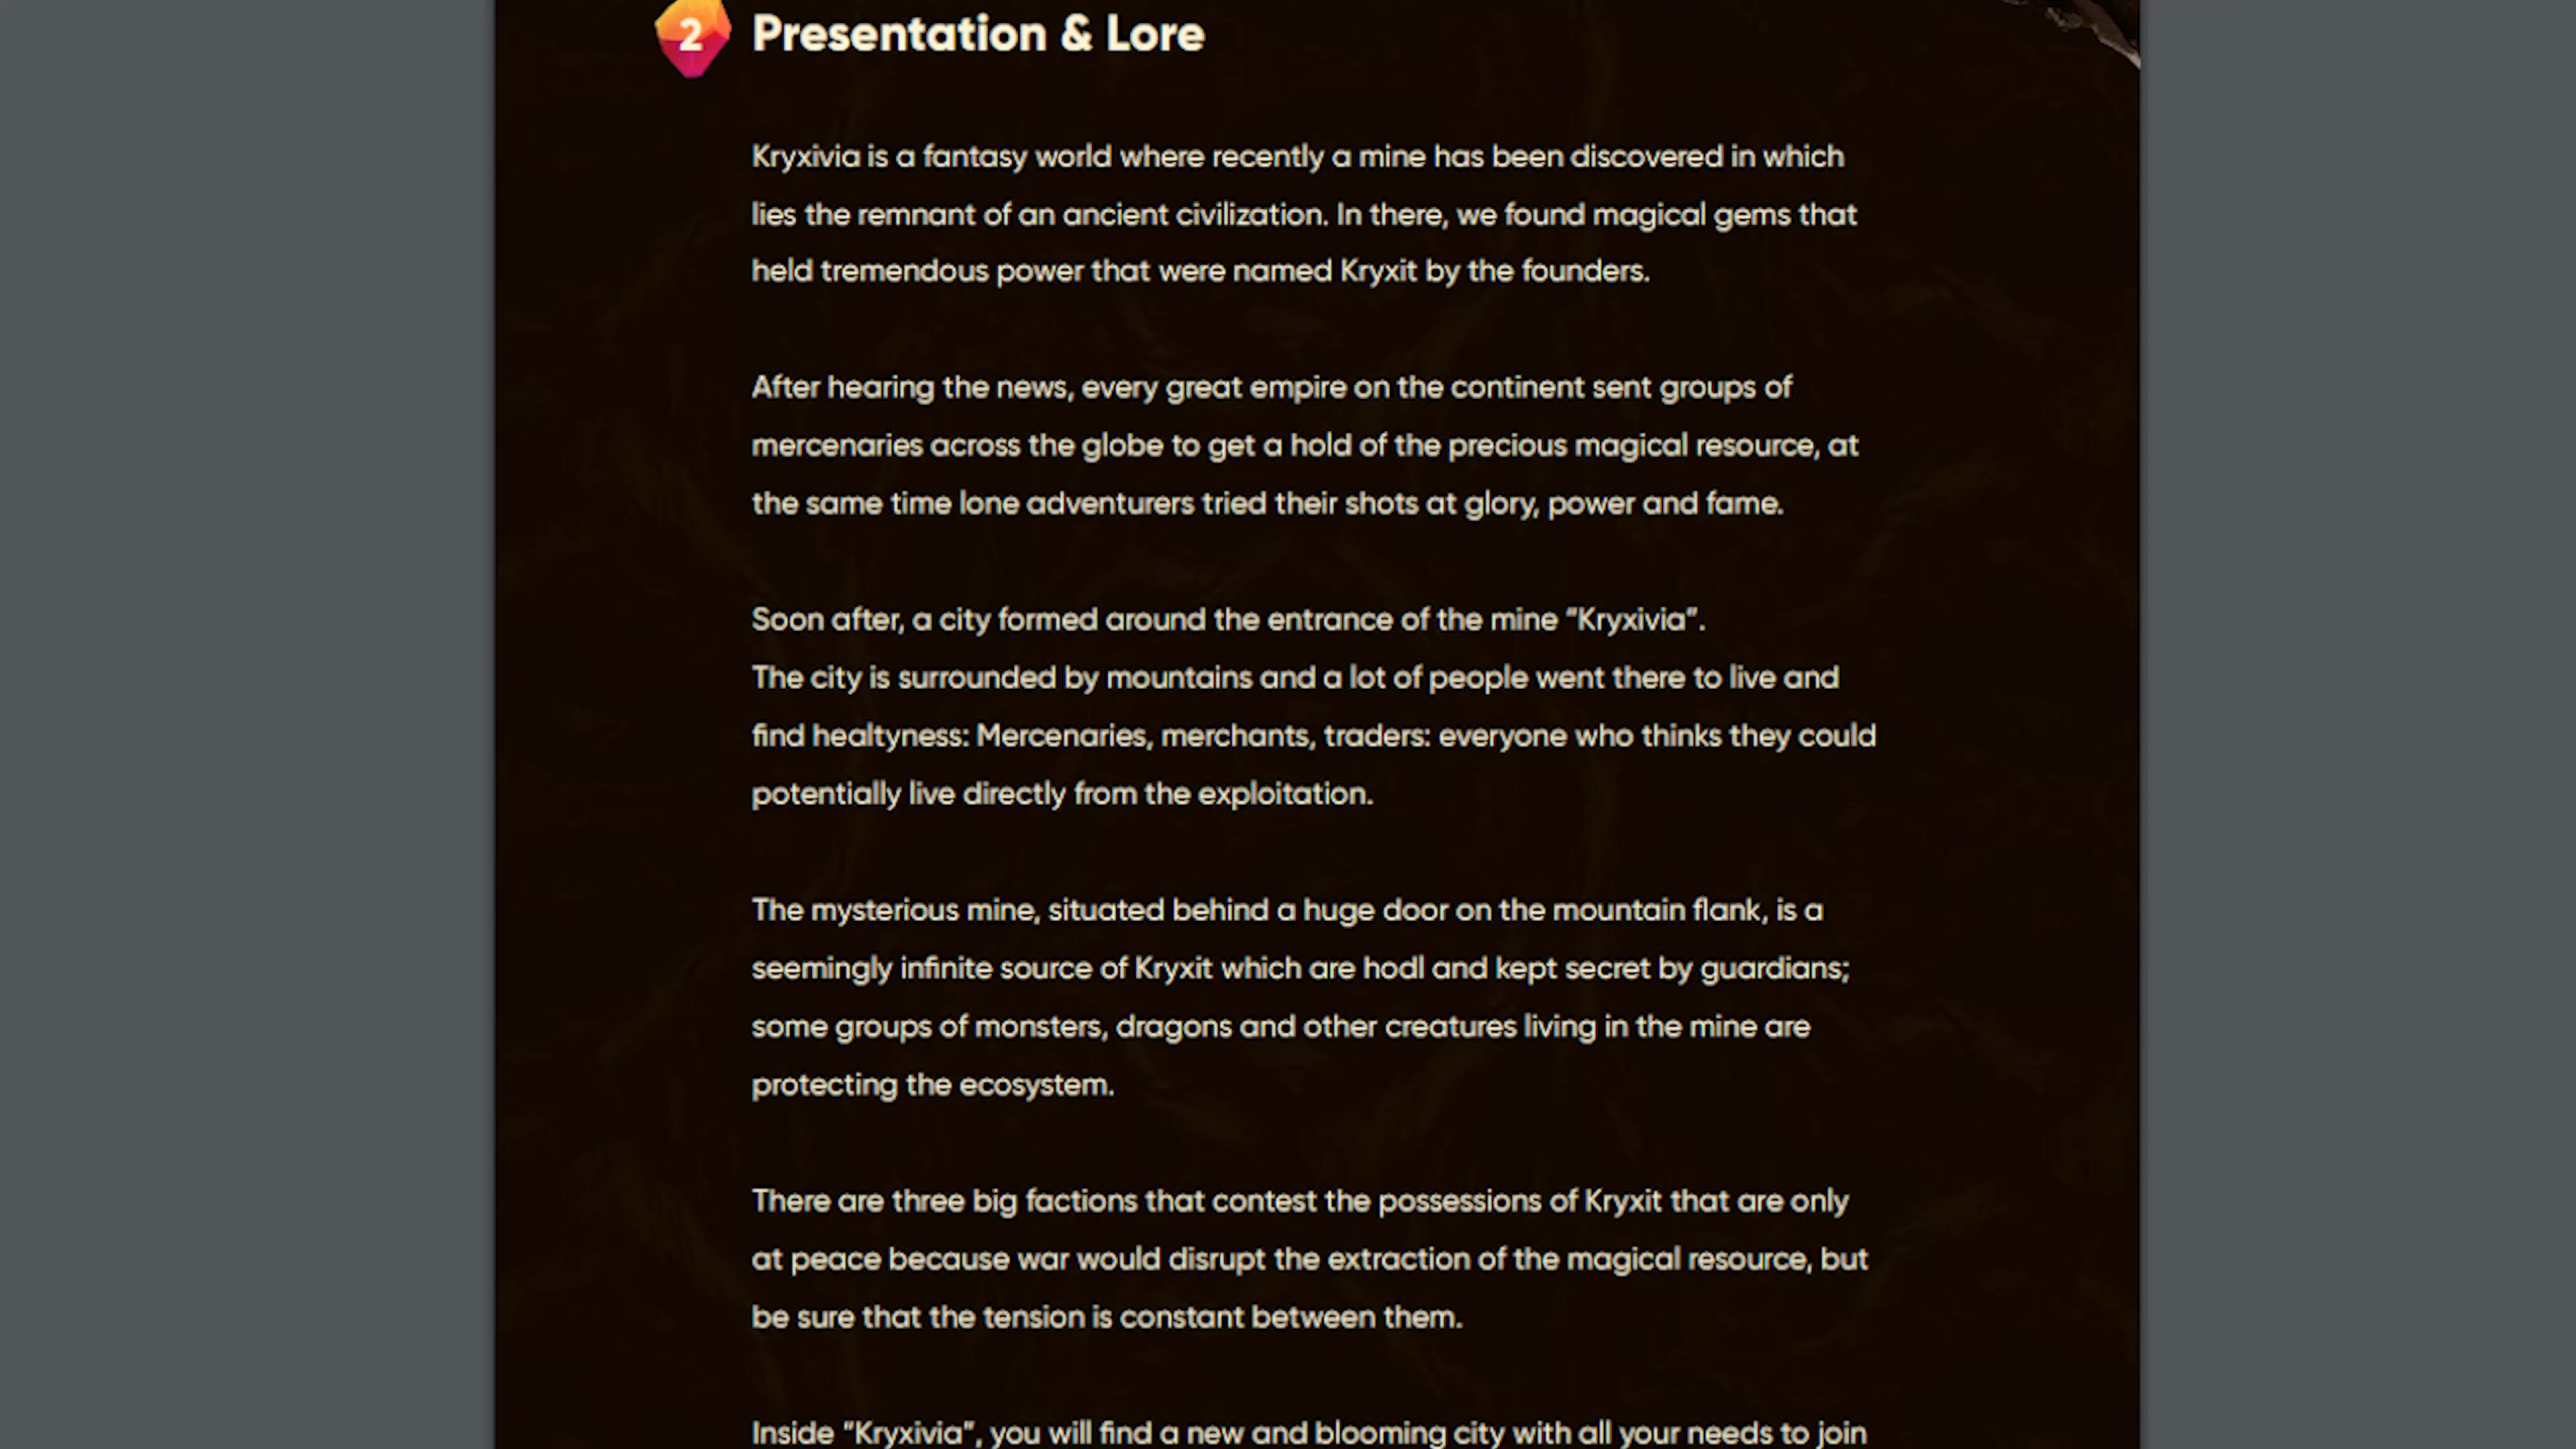 2 Presentation & Lore
Kryxivia is a fantasy world where recently a mine has been discovered in which
lies the remnant of an ancient civilization. In there, we found magical gems that
held tremendous power that were named Kryxit by the founders.
After hearing the news, every great empire on the continent sent groups of
mercenaries across the globe to get a hold of the precious magical resource, at
the same time lone adventurers tried their shots at glory, power and fame.
Soon after, a city formed around the entrance of the mine “Kryxivia”.
The city is surrounded by mountains and a lot of people went there to live and
find healtyness: Mercenaries, merchants, traders: everyone who thinks they could
potentially live directly from the exploitation.
The mysterious mine, situated behind a huge door on the mountain flank, is a
seemingly infinite source of Kryxit which are hodl and kept secret by guardians;
some groups of monsters, dragons and other creatures living in the mine are
protecting the ecosystem.
There are three big factions that contest the possessions of Kryxit that are only
at peace because war would disrupt the extraction of the magical resource, but
be sure that the tension is constant between them.
Inside “Kryxivia”, you will find a new and blooming city with all your needs to join